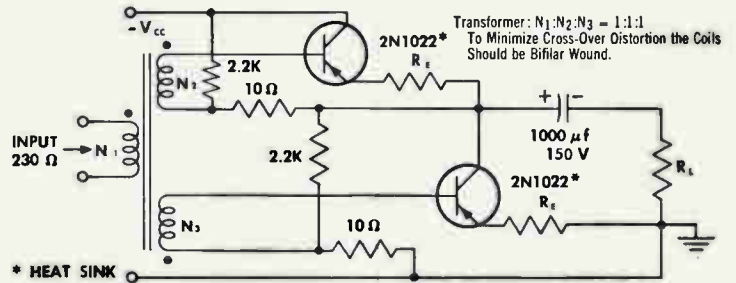 -Vcc
Transformer: N1:N2:N3 = 1:1:1
To Minimize Cross-Over Distortion the Coils
Should be Bifilar Wound.
2N1022*
RE
N2
2.2K
10 Ω
+ -
1000 μf
150 V
INPUT
230 Ω
N1
2.2K
RL
2N1022*
RE
N3
10 Ω
* HEAT SINK